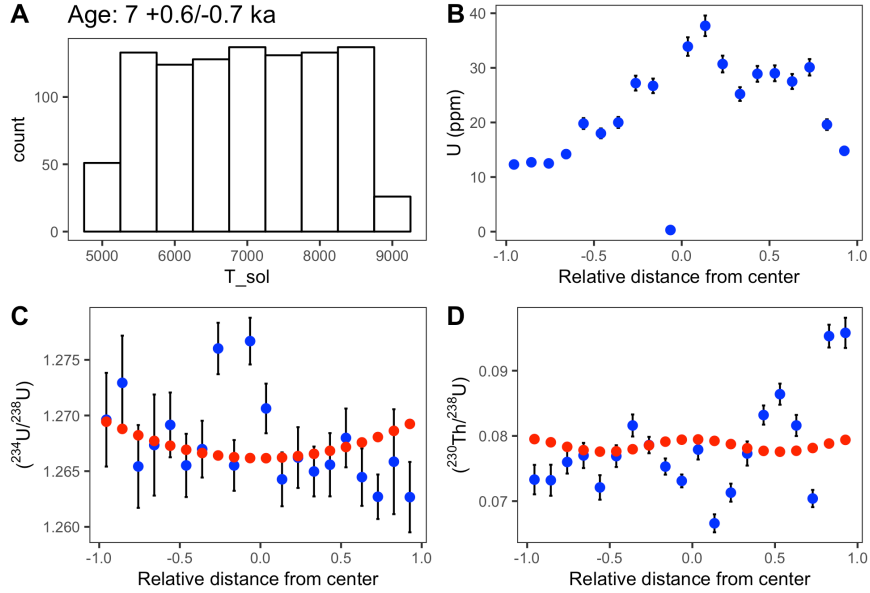 A Age: 7 +0.6/-0.7 ka
count
100
50
0
5000 6000 7000 8000 9000
T_sol
B
U (ppm)
40
30
20
10
0
-1.0 -0.5 0.0 0.5 1.0
Relative distance from center
C
(²³⁴U/²³⁸U)
1.275
1.270
1.265
1.260
-1.0 -0.5 0.0 0.5 1.0
Relative distance from center
D
(²³⁰Th/²³⁸U)
0.09
0.08
0.07
-1.0 -0.5 0.0 0.5 1.0
Relative distance from center